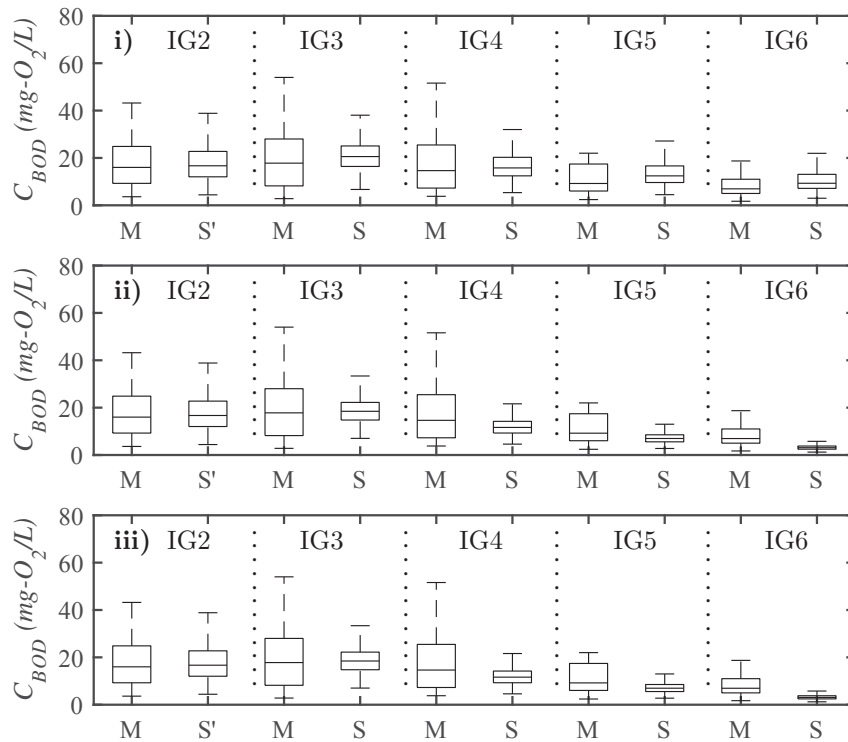 80
i) IG2 IG3 IG4 IG5 IG6
60
40
20
0
C_BOD (mg-O_2/L)
M S' M S M S M S M S
80
ii) IG2 IG3 IG4 IG5 IG6
60
40
20
0
C_BOD (mg-O_2/L)
M S' M S M S M S M S
80
iii) IG2 IG3 IG4 IG5 IG6
60
40
20
0
C_BOD (mg-O_2/L)
M S' M S M S M S M S